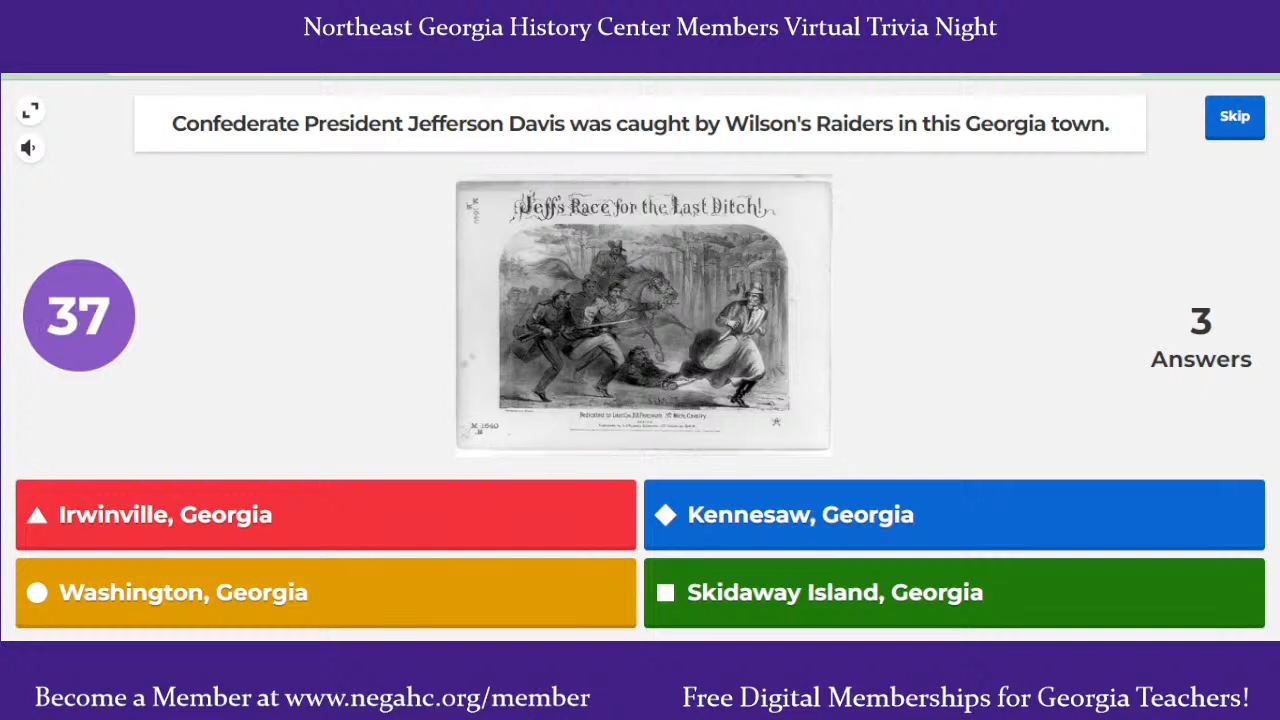 Northeast Georgia History Center Members Virtual Trivia Night
Confederate President Jefferson Davis was caught by Wilson's Raiders in this Georgia town.
Skip
Jeff's Race for the Last Ditch!
37
3
Answers
M 1640
Irwinville, Georgia
Kennesaw, Georgia
Washington, Georgia
Skidaway Island, Georgia
Become a Member at www.negahc.org/member
Free Digital Memberships for Georgia Teachers!